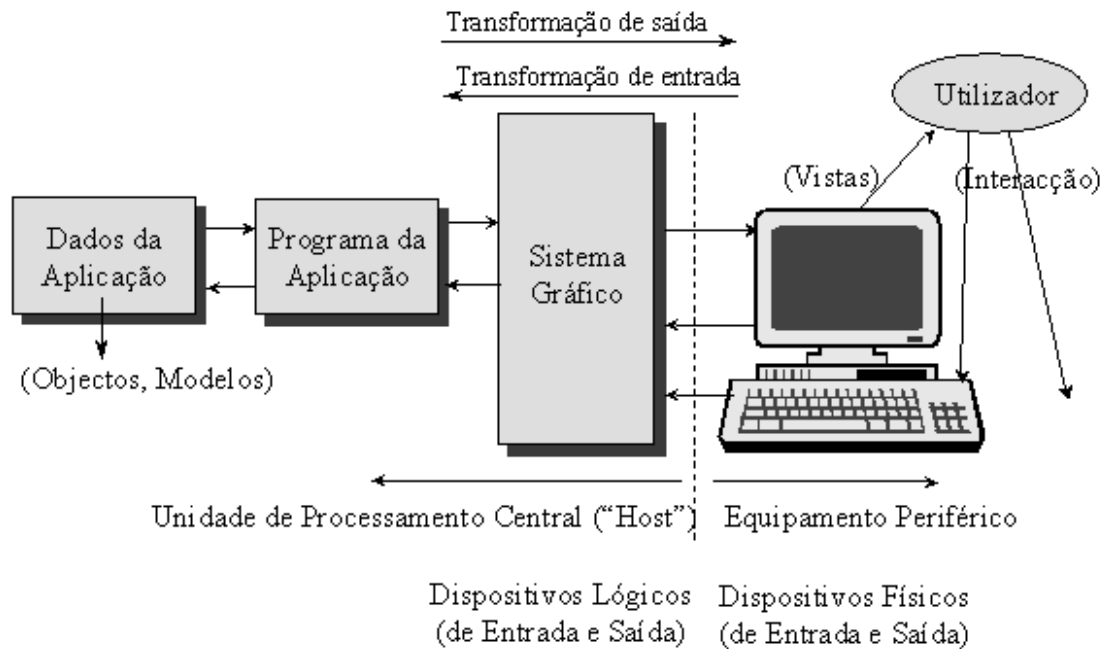 Transformação de saída
Transformação de entrada
Utilizador
(Vistas)
(Interacção)
Dados da
Aplicação
Programa da
Aplicação
Sistema
Gráfico
(Objectos, Modelos)
Unidade de Processamento Central (“Host”)
Equipamento Periférico
Dispositivos Lógicos
(de Entrada e Saída)
Dispositivos Físicos
(de Entrada e Saída)